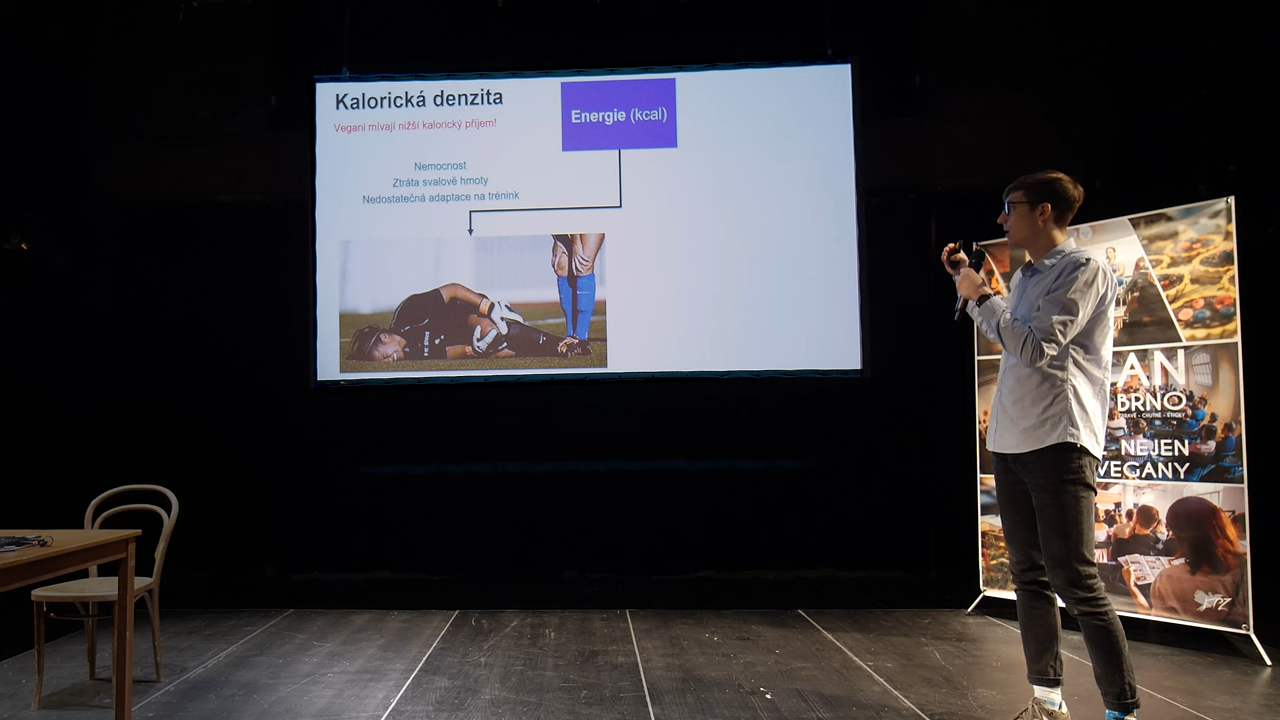 Kalorická denzita
Vegani mívají nižší kalorický příjem!
Energie (kcal)
Nemocnost
Ztráta svalové hmoty
Nedostatečná adaptace na trénink
AN
BRNO
CHUTNĚ
NEJEN
VEGANY